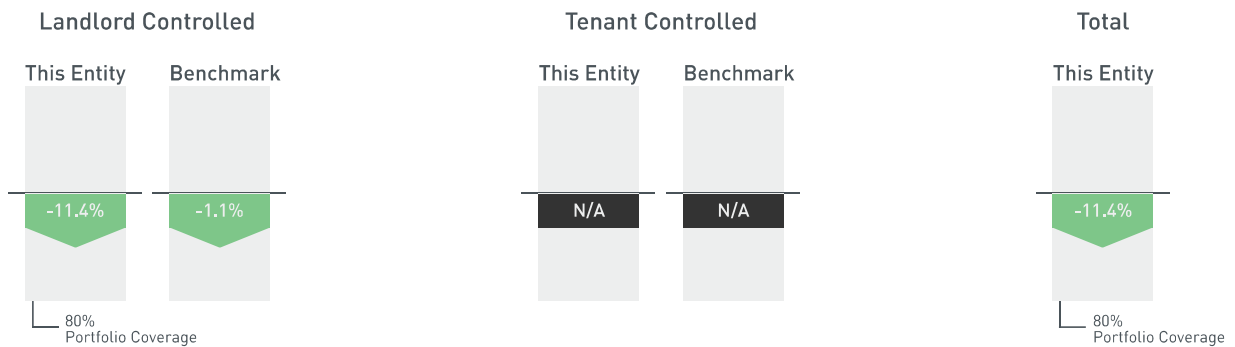 Landlord Controlled
Tenant Controlled
Total
This Entity
Benchmark
This Entity
Benchmark
This Entity
-11.4%
-1.1%
N/A
N/A
-11.4%
80%
Portfolio Coverage
80%
Portfolio Coverage